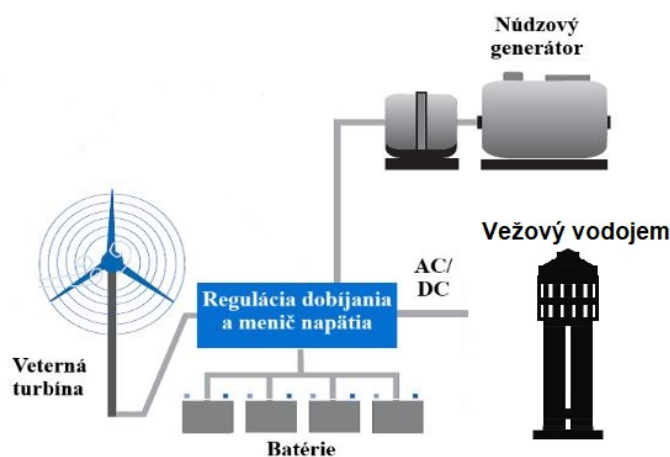 Núdzový
generátor
Vežový vodojem
AC/
DC
Regulácia dobíjania
a menič napätia
Veterná
turbína
Batérie